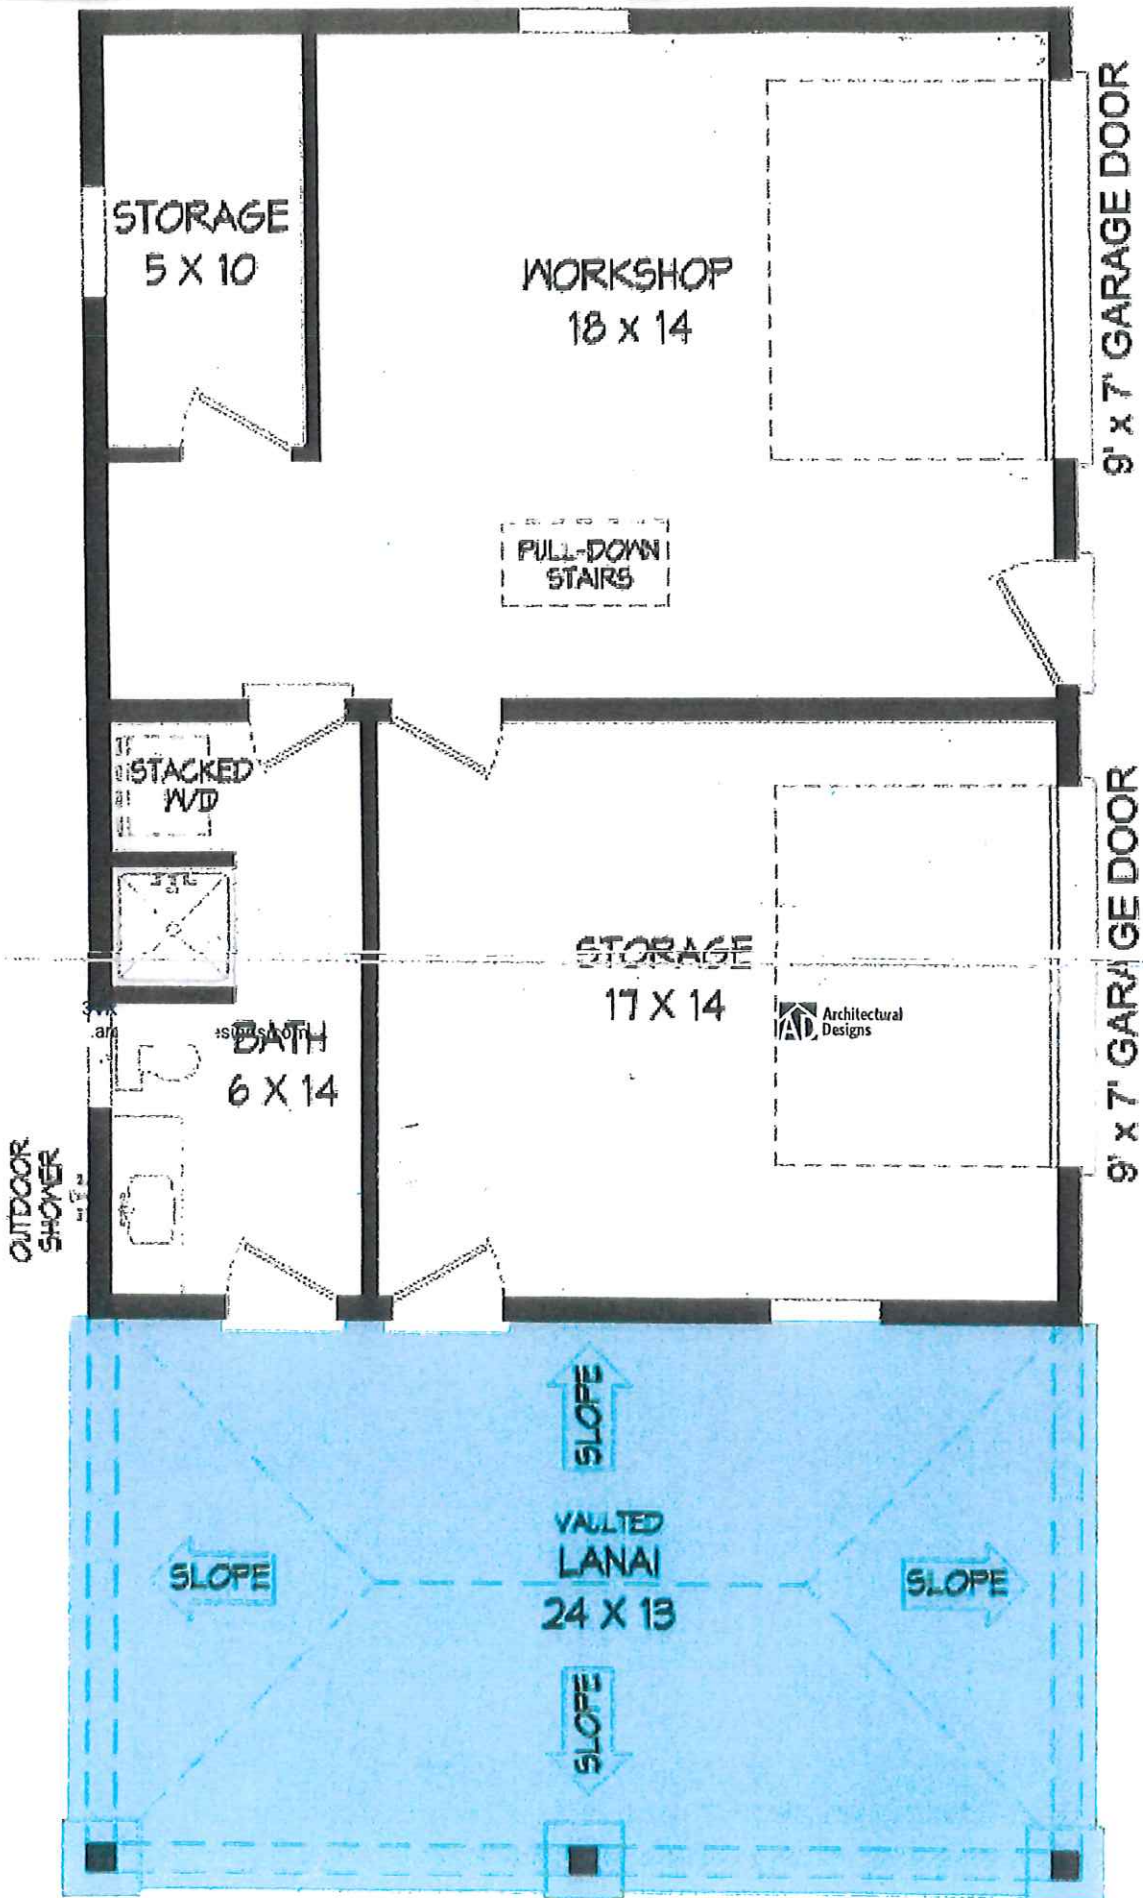 STORAGE
5 X 10
WORKSHOP
18 x 14
9' x 7' GARAGE DOOR
PULL-DOWN
STAIRS
STACKED
W/D
STORAGE
17 X 14
Architectural
Designs
AD
BATH
6 X 14
9' x 7' GARAGE DOOR
OUTDOOR
SHOWER
SLOPE
VAULTED
LANAI
24 X 13
SLOPE
SLOPE
SLOPE